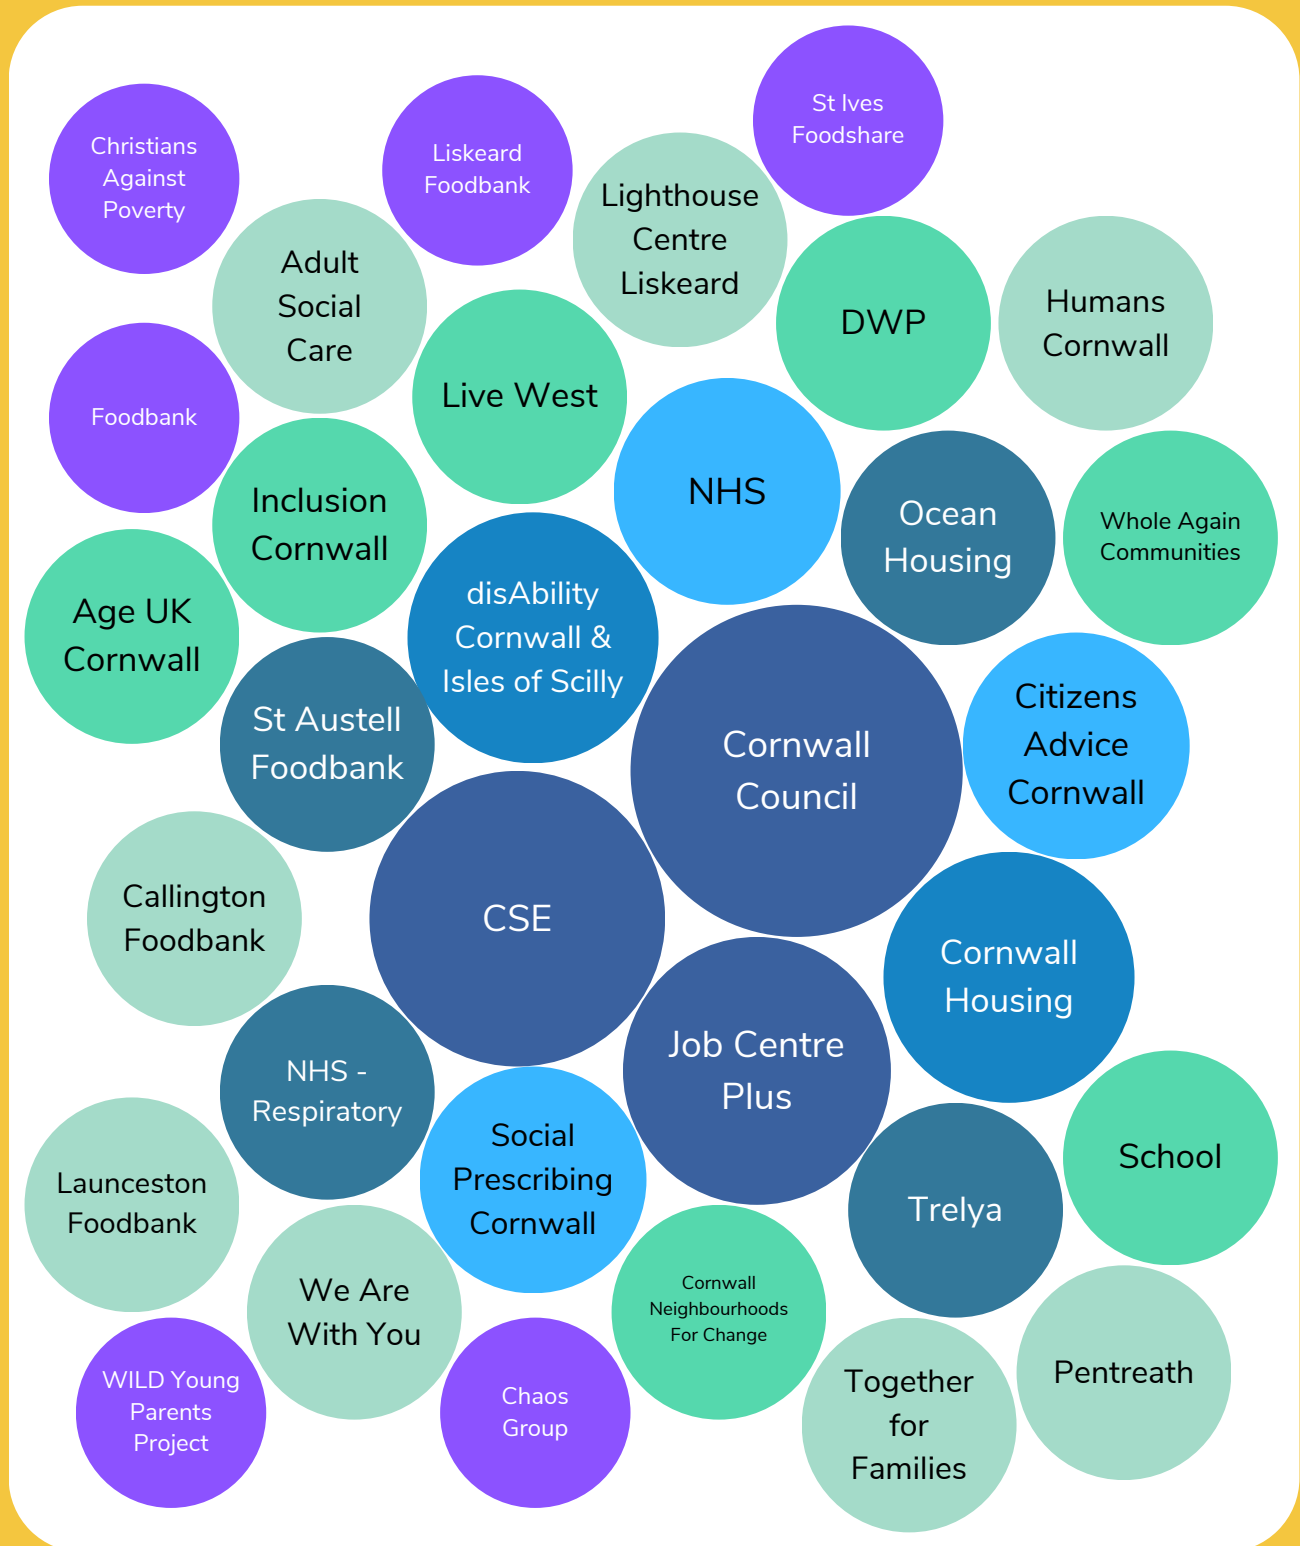 St Ives
Foodshare
Christians
Against
Poverty
Liskeard
Foodbank
Lighthouse
Centre
Liskeard
Adult
Social
Care
DWP
Humans
Cornwall
Foodbank
Live West
Inclusion
Cornwall
NHS
Ocean
Housing
Whole Again
Communities
Age UK
Cornwall
disAbility
Cornwall &
Isles of Scilly
St Austell
Foodbank
Cornwall
Council
Citizens
Advice
Cornwall
Callington
Foodbank
CSE
Cornwall
Housing
NHS -
Respiratory
Job Centre
Plus
Social
Prescribing
Cornwall
School
Launceston
Foodbank
Trelya
We Are
With You
Cornwall
Neighbourhoods
For Change
WILD Young
Parents
Project
Chaos
Group
Together
for
Families
Pentreath